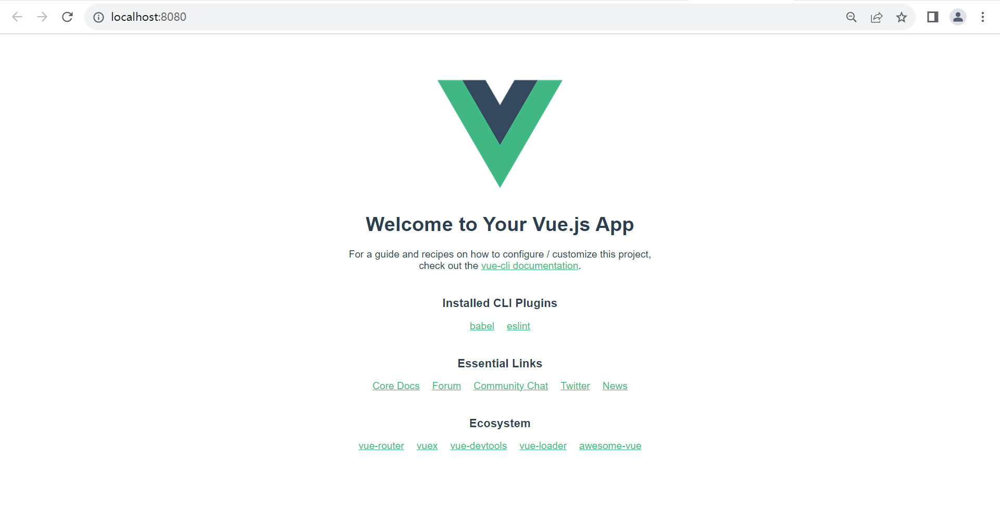 localhost:8080
Welcome to Your Vue.js App
For a guide and recipes on how to configure / customize this project,
check out the vue-cli documentation.
Installed CLI Plugins
babel eslint
Essential Links
Core Docs Forum Community Chat Twitter News
Ecosystem
vue-router vuex vue-devtools vue-loader awesome-vue